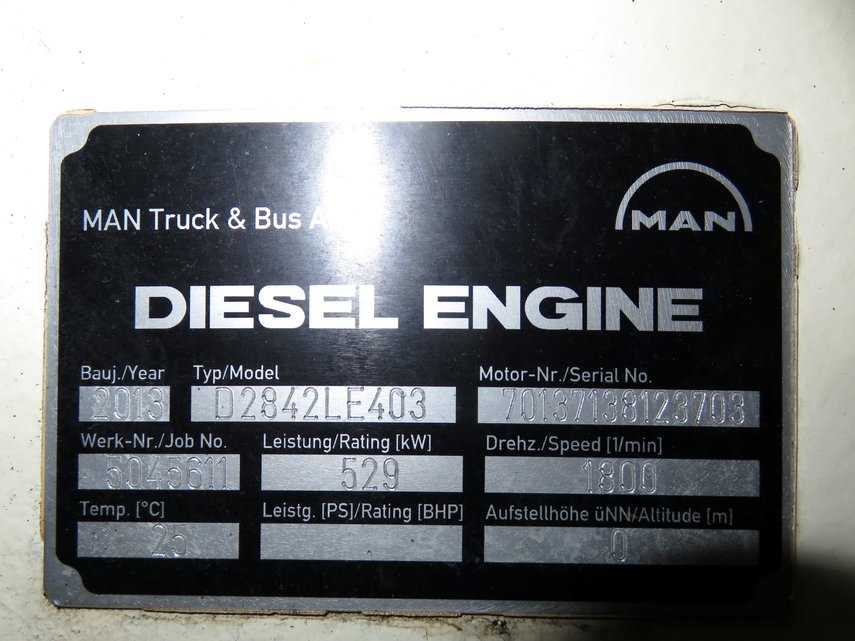 MAN Truck & Bus A
MAN
DIESEL ENGINE
Bauj./Year Typ/Model Motor-Nr./Serial No.
2013 D2842LE403 70137138123703
Werk-Nr./Job No. Leistung/Rating [kW] Drehz./Speed [1/min]
5045611 529 1800
Temp. [°C] Leistg. [PS]/Rating [BHP] Aufstellhöhe üNN/Altitude [m]
25 0